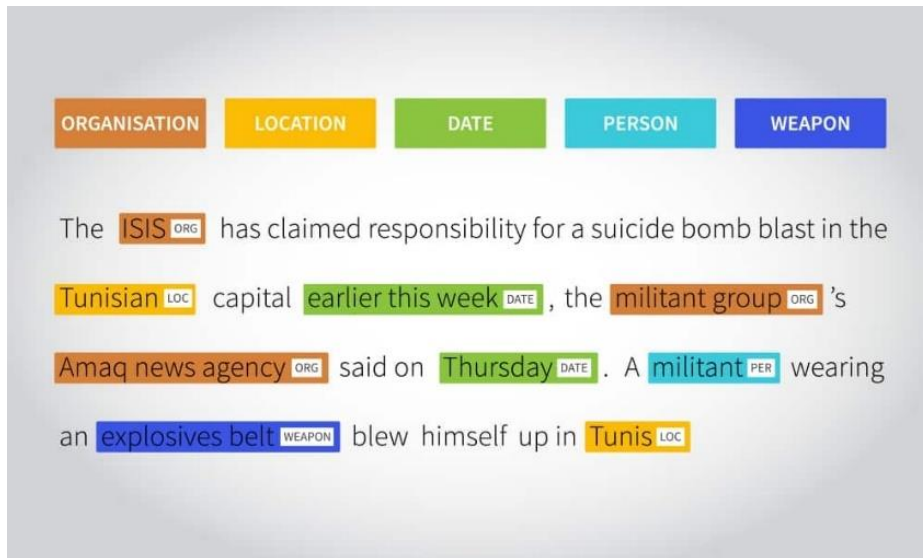 ORGANISATION LOCATION DATE PERSON WEAPON
The ISIS ORG has claimed responsibility for a suicide bomb blast in the
Tunisian LOC capital earlier this week DATE , the militant group ORG 's
Amaq news agency ORG said on Thursday DATE . A militant PER wearing
an explosives belt WEAPON blew himself up in Tunis LOC